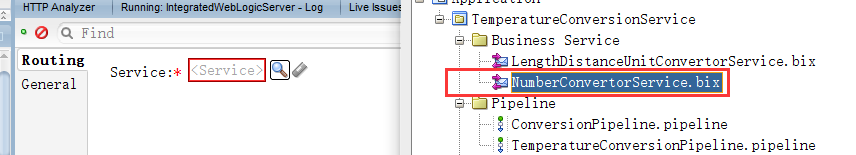 HTTP Analyzer Running: IntegratedWebLogicServer - Log Live Issues
Find
Routing
General
Service:* <Service>
TemperatureConversionService
Business Service
LengthDistanceUnitConvertorService.bix
NumberConvertorService.bix
Pipeline
ConversionPipeline.pipeline
TemperatureConversionPipeline.pipeline